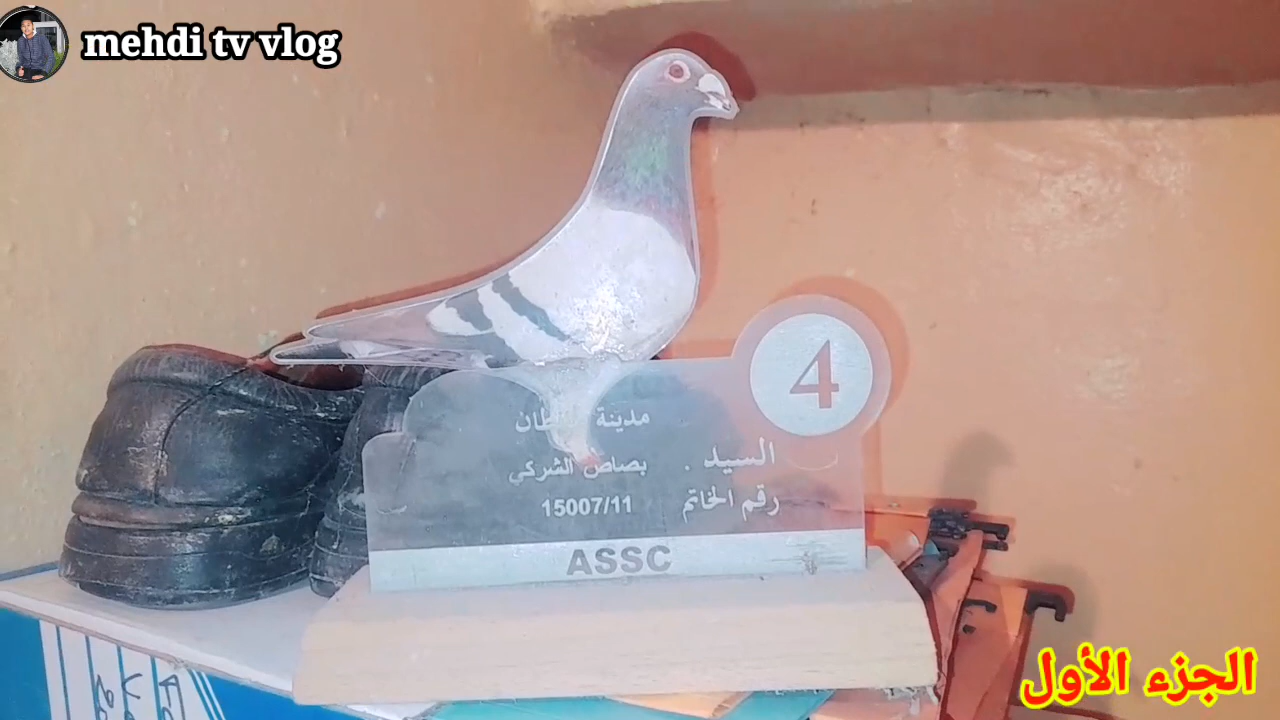 mehdi tv vlog
4
مدينة
السيد . بصاص الشركي
رقم الخاتم 15007/11
ASSC
الجزء الأول